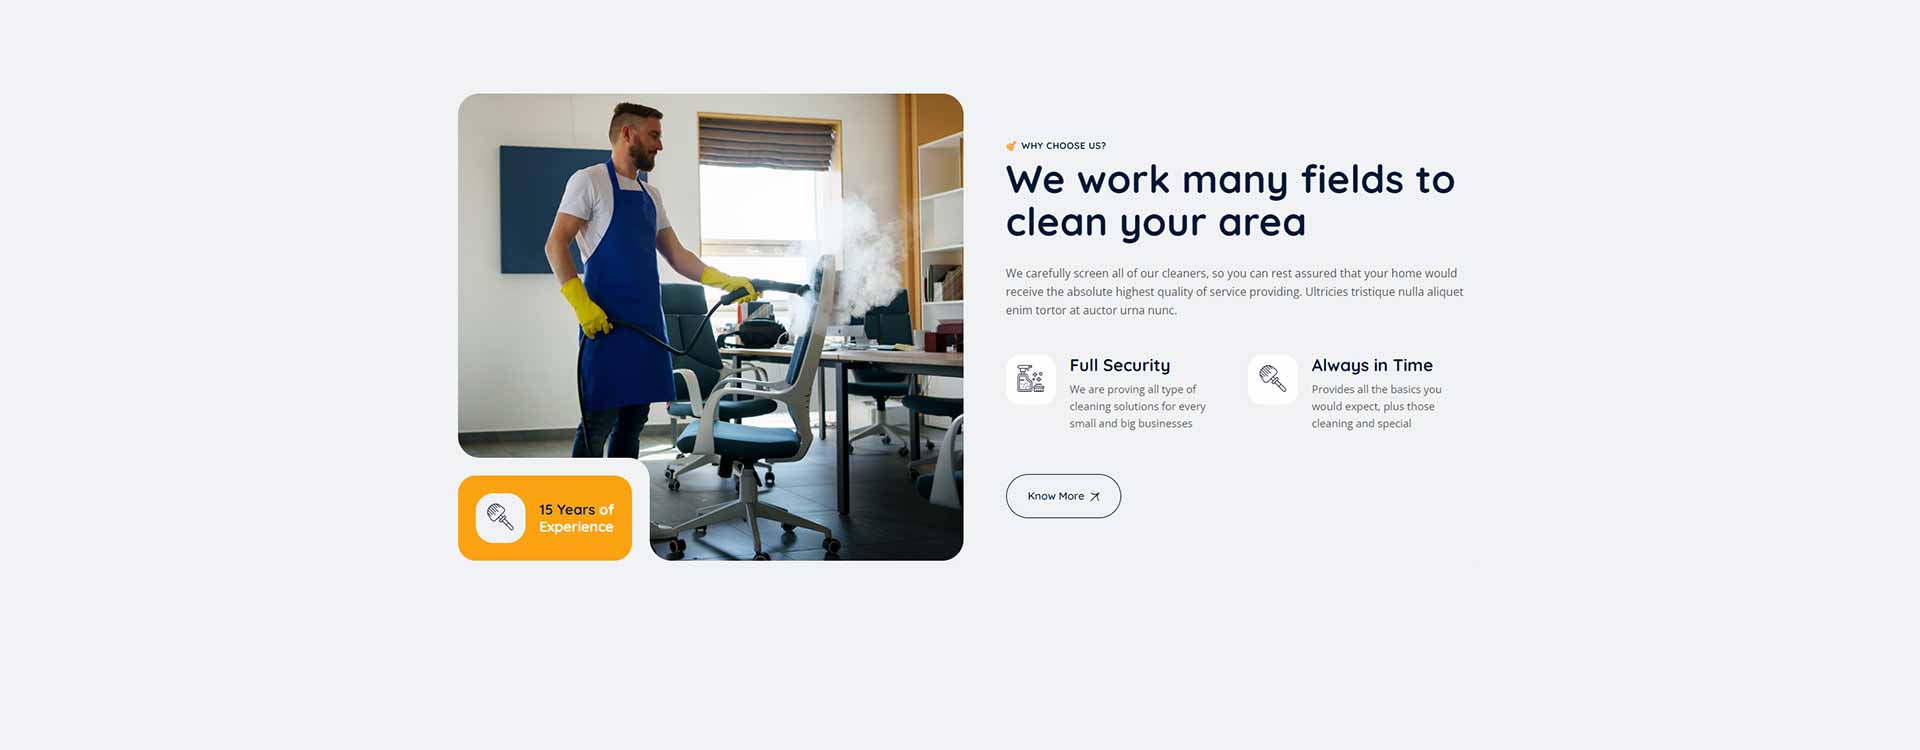 WHY CHOOSE US?
We work many fields to
clean your area
We carefully screen all of our cleaners, so you can rest assured that your home would
receive the absolute highest quality of service providing. Ultricies tristique nulla aliquet
enim tortor at auctor urna nunc.
Full Security
We are proving all type of
cleaning solutions for every
small and big businesses
Always in Time
Provides all the basics you
would expect, plus those
cleaning and special
Know More
15 Years of
Experience